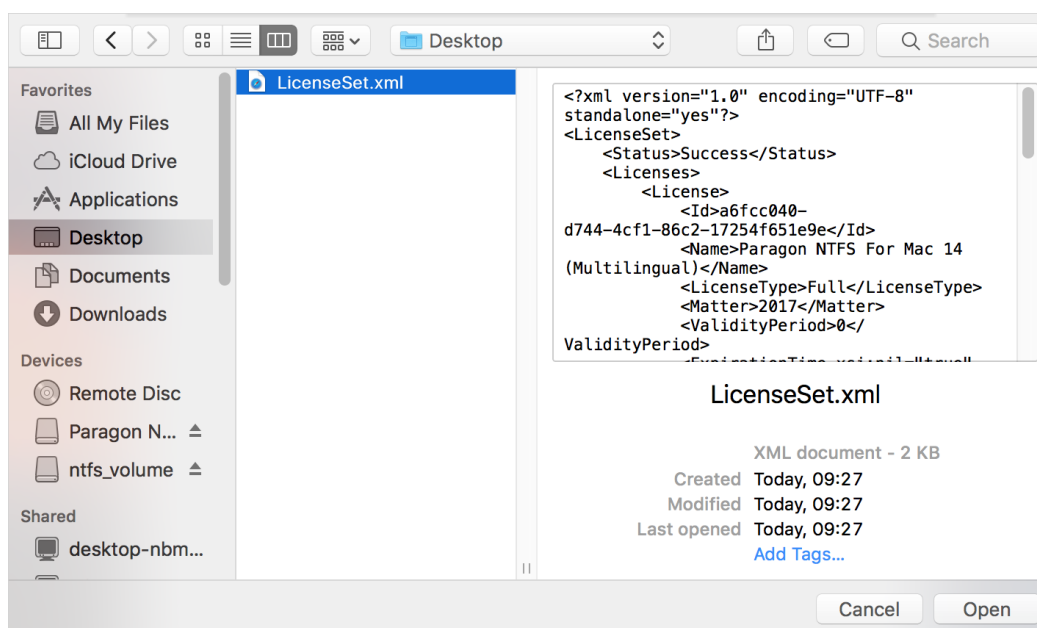 Desktop
Search
Favorites
All My Files
iCloud Drive
Applications
Desktop
Documents
Downloads
Devices
Remote Disc
Paragon N...
ntfs_volume
Shared
desktop-nbm...
LicenseSet.xml
<?xml version="1.0" encoding="UTF-8"
standalone="yes"?>
<LicenseSet>
<Status>Success</Status>
<Licenses>
<License>
<Id>a6fcc040-
d744-4cf1-86c2-17254f651e9e</Id>
<Name>Paragon NTFS For Mac 14
(Multilingual)</Name>
<LicenseType>Full</LicenseType>
<Matter>2017</Matter>
<ValidityPeriod>0</
ValidityPeriod>
<ExpirationTime xsi:nil="true"
LicenseSet.xml
XML document - 2 KB
Created Today, 09:27
Modified Today, 09:27
Last opened Today, 09:27
Add Tags...
Cancel
Open